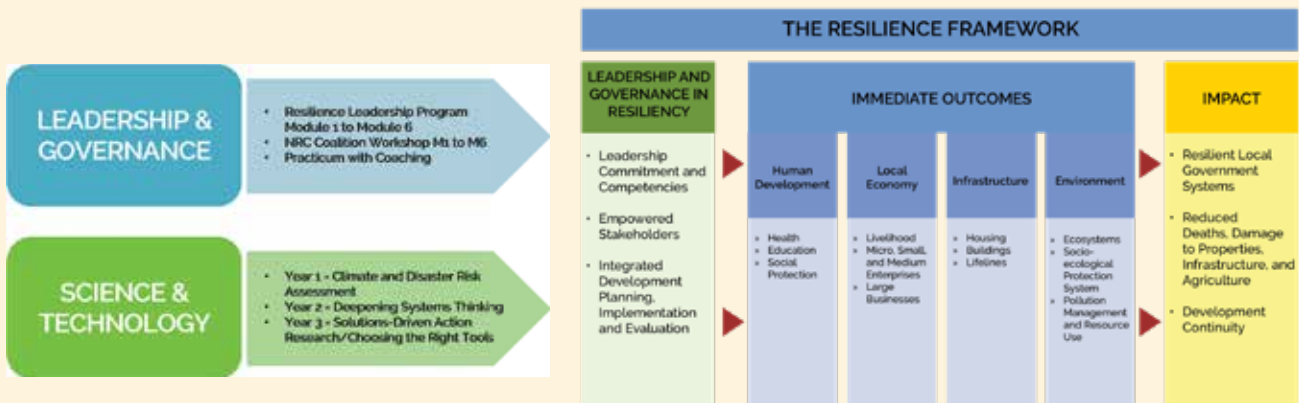 LEADERSHIP &
GOVERNANCE
• Resilience Leadership Program
Module 1 to Module 6
• NRC Coalition Workshop M1 to M6
• Practicum with Coaching
SCIENCE &
TECHNOLOGY
• Year 1 - Climate and Disaster Risk
Assessment
• Year 2 - Deepening Systems Thinking
• Year 3 - Solutions-Driven Action
Research/Choosing the Right Tools
THE RESILIENCE FRAMEWORK
LEADERSHIP AND
GOVERNANCE IN
RESILIENCY
• Leadership
Commitment and
Competencies
• Empowered
Stakeholders
• Integrated
Development
Planning,
Implementation
and Evaluation
IMMEDIATE OUTCOMES
Human
Development
» Health
» Education
» Social
Protection
Local
Economy
» Livelihood
» Micro, Small,
and Medium
Enterprises
» Large
Businesses
Infrastructure
» Housing
» Buildings
» Lifelines
Environment
» Ecosystems
» Socio-
ecological
Protection
System
» Pollution
Management
and Resource
Use
IMPACT
• Resilient Local
Government
Systems
• Reduced
Deaths, Damage
to Properties,
Infrastructure, and
Agriculture
• Development
Continuity